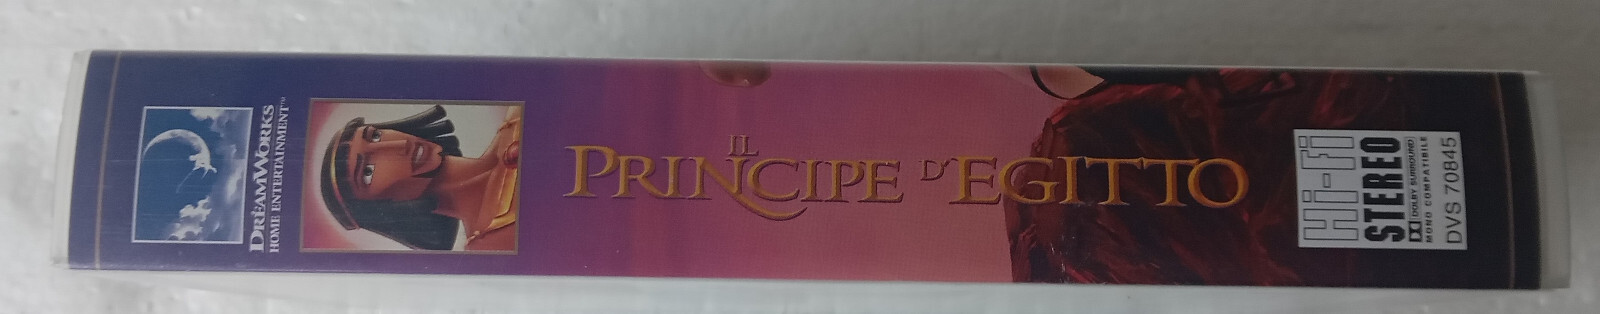 DREAMWORKS
HOME ENTERTAINMENT™
IL
PRINCIPE D'EGITTO
Hi-Fi
STEREO
DOLBY SURROUND
MONO COMPATIBILE
DVS 70845